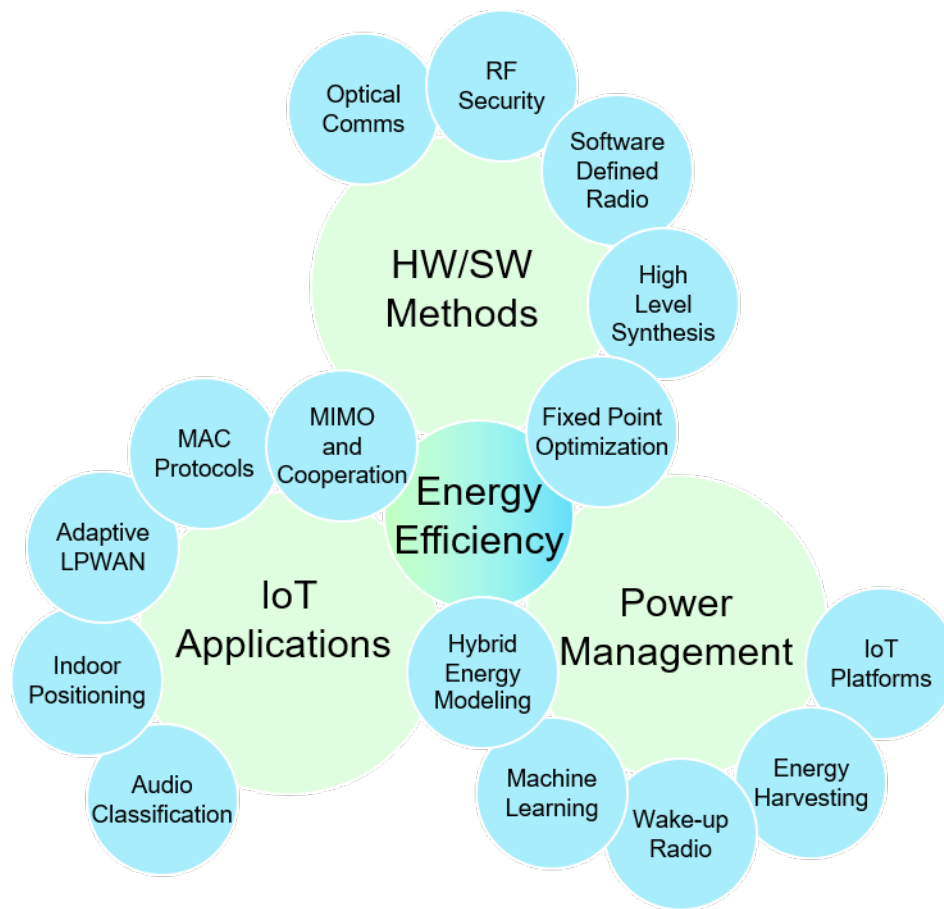 Optical
Comms
RF
Security
Software
Defined
Radio
HW/SW
Methods
High
Level
Synthesis
MAC
Protocols
MIMO
and
Cooperation
Fixed Point
Optimization
Energy
Efficiency
Adaptive
LPWAN
IoT
Applications
Power
Management
Indoor
Positioning
Hybrid
Energy
Modeling
IoT
Platforms
Audio
Classification
Machine
Learning
Wake-up
Radio
Energy
Harvesting